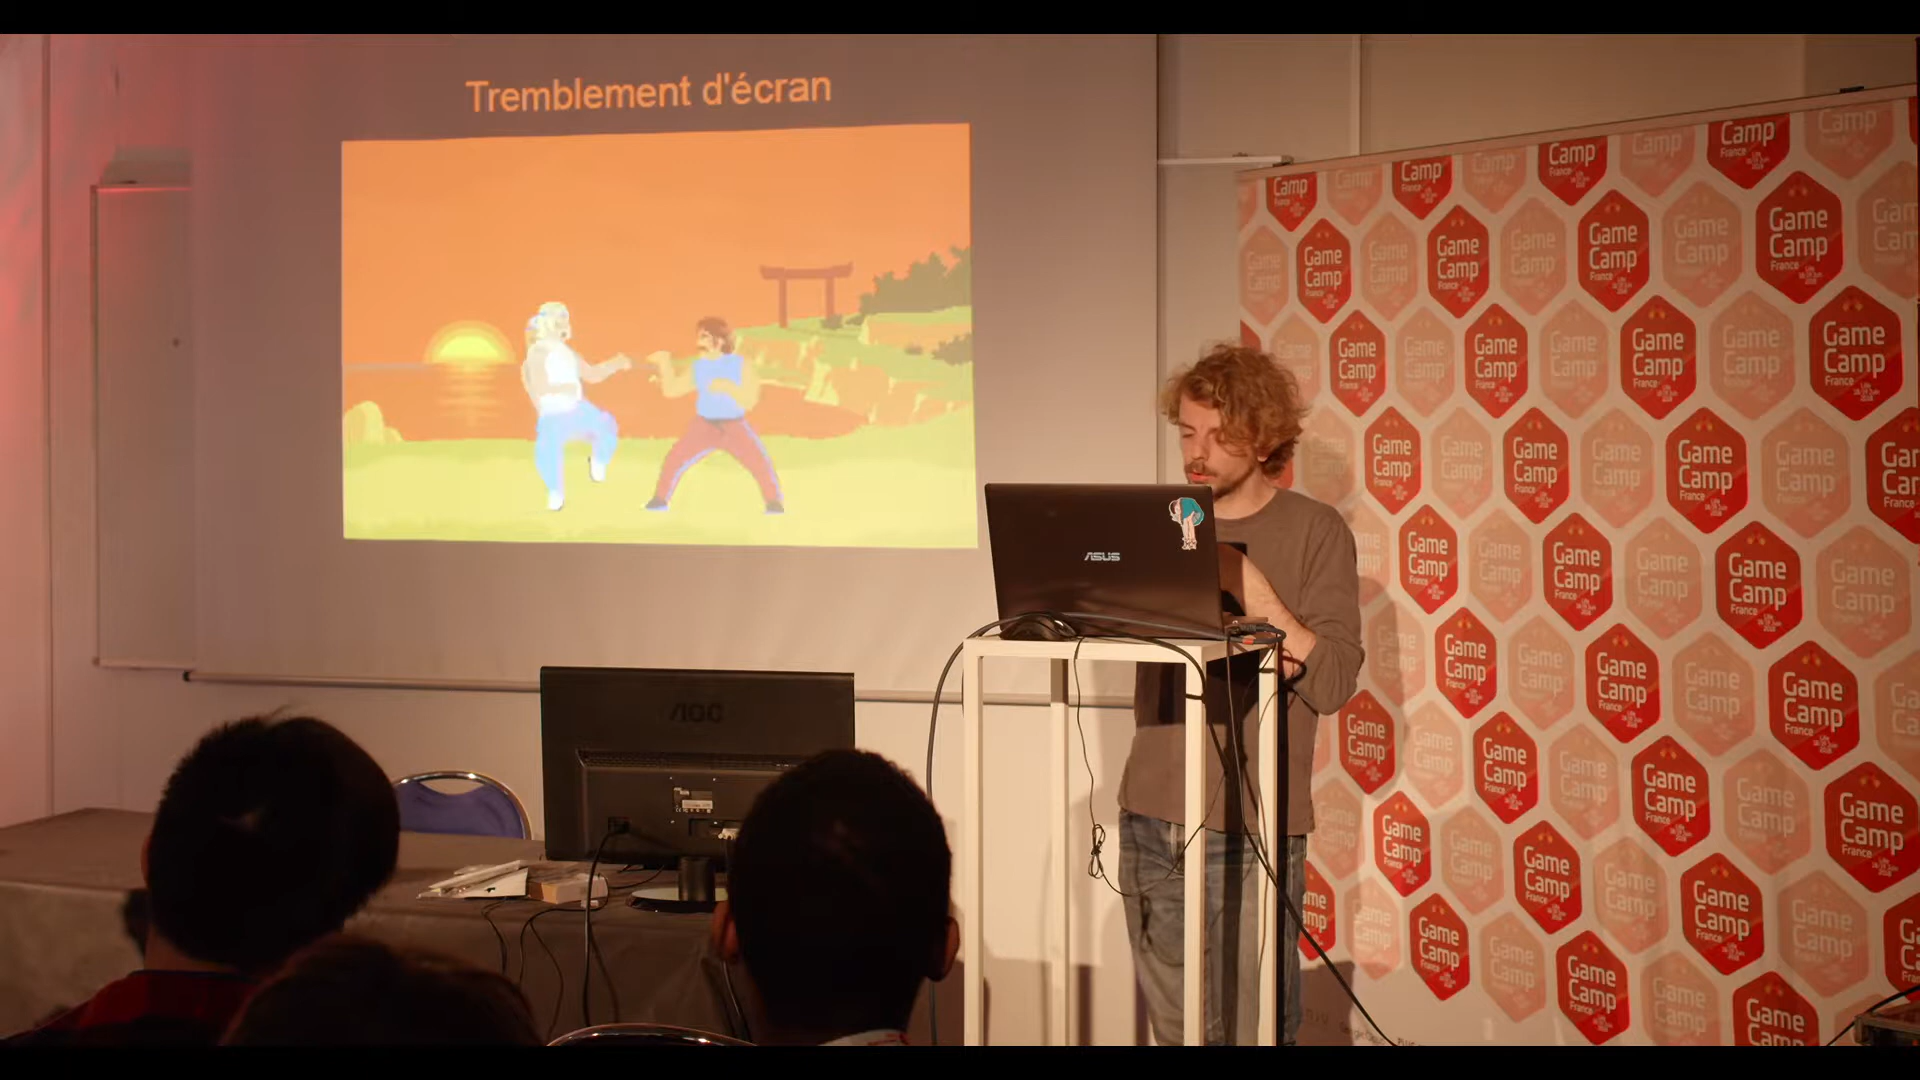 Tremblement d'écran
ASUS
AOC
Game
Camp
France